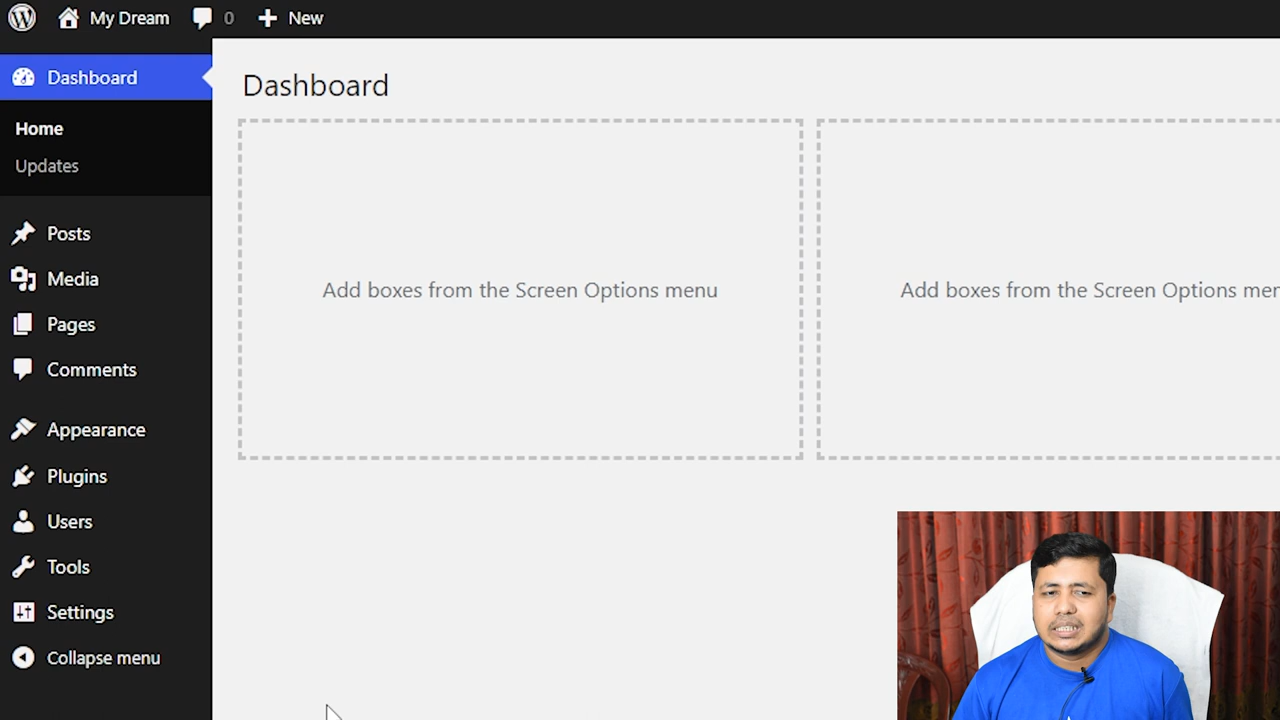 My Dream 0 New
Dashboard
Home
Updates
Posts
Media
Pages
Comments
Appearance
Plugins
Users
Tools
Settings
Collapse menu
Dashboard
Add boxes from the Screen Options menu
Add boxes from the Screen Options